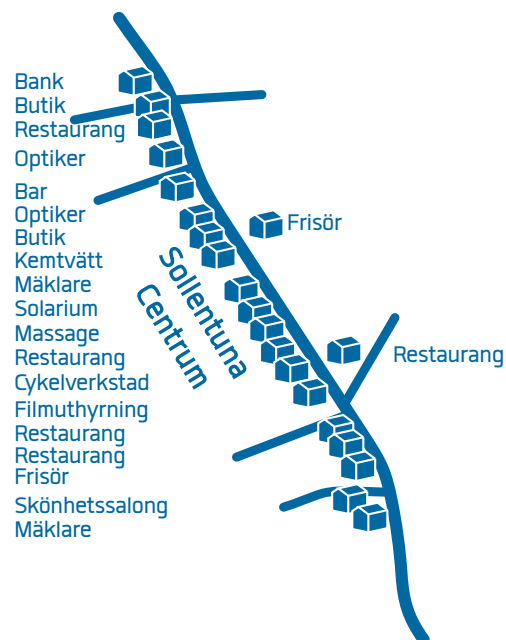 Bank
Butik
Restaurang
Optiker
Bar
Optiker
Butik
Kemtvätt
Mäklare
Solarium
Massage
Restaurang
Cykelverkstad
Filmuthyrning
Restaurang
Restaurang
Frisör
Skönhetssalong
Mäklare
Sollentuna
Centrum
Frisör
Restaurang